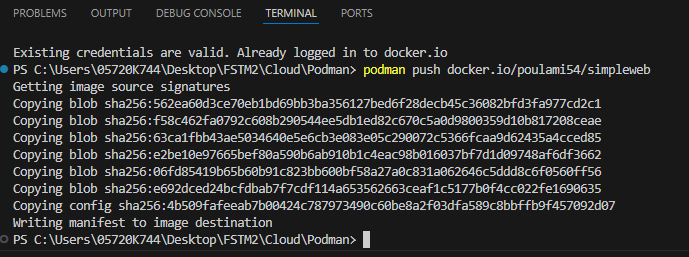 PROBLEMS OUTPUT DEBUG CONSOLE TERMINAL PORTS
Existing credentials are valid. Already logged in to docker.io
PS C:\Users\05720K744\Desktop\FSTM2\Cloud\Podman> podman push docker.io/poulami54/simpleweb
Getting image source signatures
Copying blob sha256:562ea60d3ce70eb1bd69bb3ba356127bed6f28decb45c36082bfd3fa977cd2c1
Copying blob sha256:f58c462fa0792c608b290544ee5db1ed82c670c5a0d9800359d10b817208ceae
Copying blob sha256:63ca1fbb43ae5034640e5e6cb3e083e05c290072c5366fcaa9d62435a4cced85
Copying blob sha256:e2be10e97665bef80a590b6ab910b1c4eac98b016037bf7d1d09748af6df3662
Copying blob sha256:06fd85419b65b60b91c823bb600bf58a27a0c831a062646c5ddd8c6f0560ff56
Copying blob sha256:e692dced24bcfdbab7f7cdf114a653562663ceaf1c5177b0f4cc022fe1690635
Copying config sha256:4b509fafeeab7b00424c787973490c60be8a2f03dfa589c8bbffb9f457092d07
Writing manifest to image destination
PS C:\Users\05720K744\Desktop\FSTM2\Cloud\Podman>